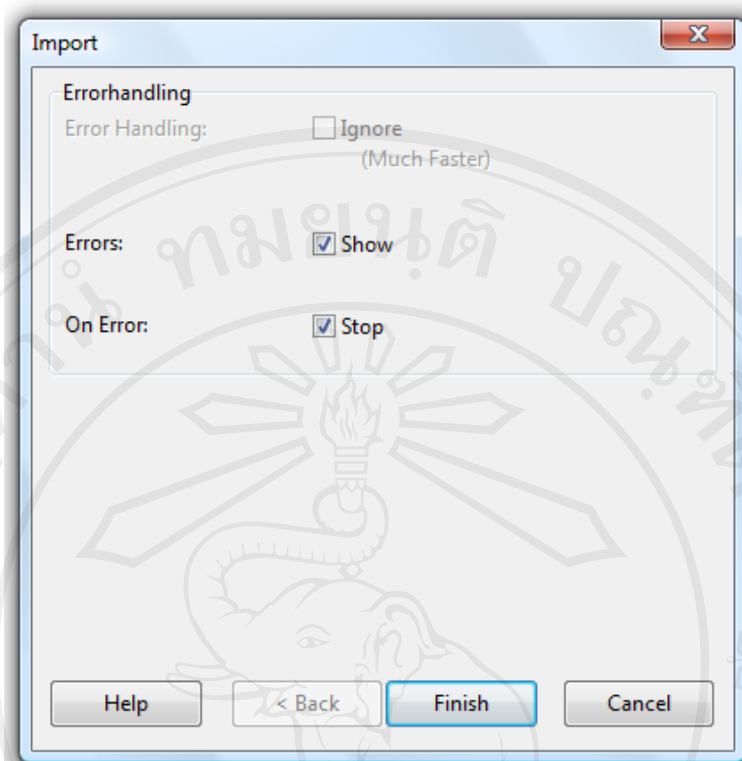 Import
Errorhandling
Error Handling: Ignore
(Much Faster)
Errors: Show
On Error: Stop
Help < Back Finish Cancel